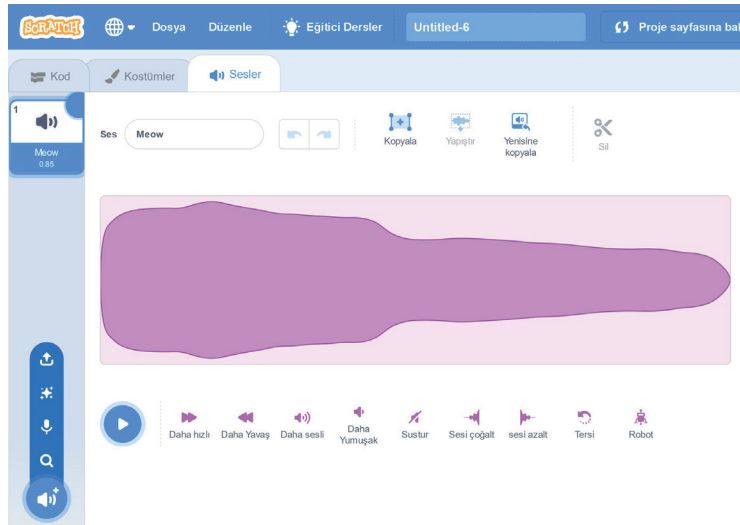 SCRATCH Dosya Düzenle Eğitici Dersler Untitled-6 Proje sayfasına bak
Kod Kostümler Sesler
1
Meow
0.85
Ses Meow
Kopyala Yapıştır Yenisine kopyala Sil
Daha hızlı Daha Yavaş Daha sesli Daha Yumuşak Sustur Sesi çoğalt sesi azalt Tersi Robot